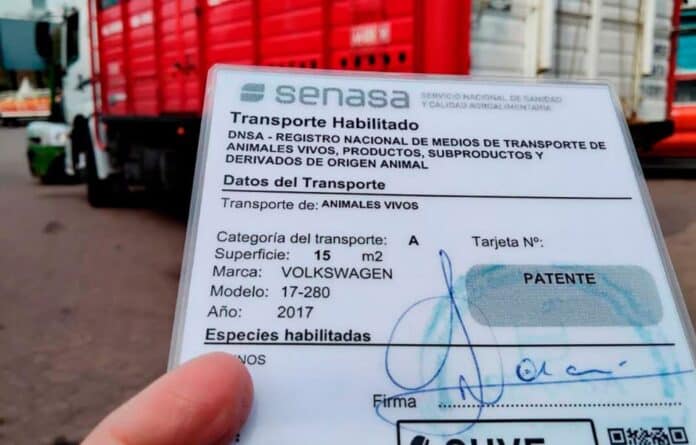 senasa SERVICIO NACIONAL DE SANIDAD
Y CALIDAD AGROALIMENTARIA
Transporte Habilitado
DNSA - REGISTRO NACIONAL DE MEDIOS DE TRANSPORTE DE
ANIMALES VIVOS, PRODUCTOS, SUBPRODUCTOS Y
DERIVADOS DE ORIGEN ANIMAL
Datos del Transporte
Transporte de: ANIMALES VIVOS
Categoría del transporte: A Tarjeta Nº:
Superficie: 15 m2
Marca: VOLKSWAGEN PATENTE
Modelo: 17-280
Año: 2017
Especies habilitadas
Firma